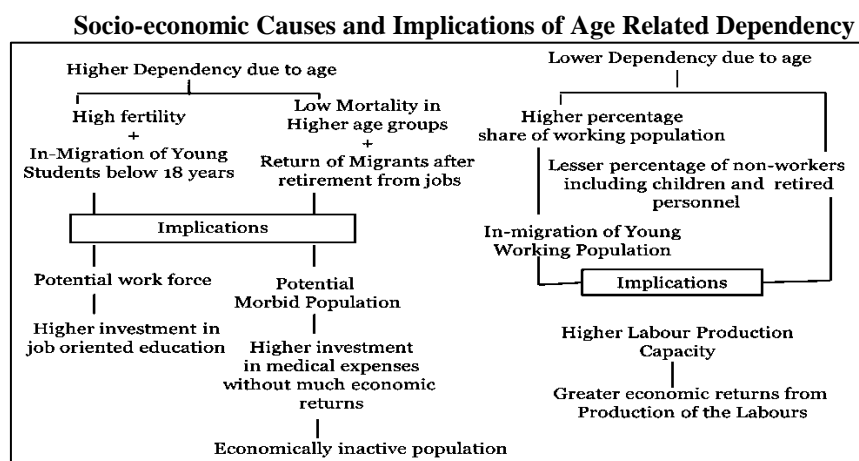 Socio-economic Causes and Implications of Age Related Dependency
Higher Dependency due to age
High fertility
+
In-Migration of Young
Students below 18 years
Low Mortality in
Higher age groups
+
Return of Migrants after
retirement from jobs
Implications
Potential work force
Higher investment in
job oriented education
Potential
Morbid Population
Higher investment
in medical expenses
without much economic
returns
Economically inactive population
Lower Dependency due to age
Higher percentage
share of working population
Lesser percentage of non-workers
including children and retired
personnel
In-migration of Young
Working Population
Implications
Higher Labour Production
Capacity
Greater economic returns from
Production of the Labours